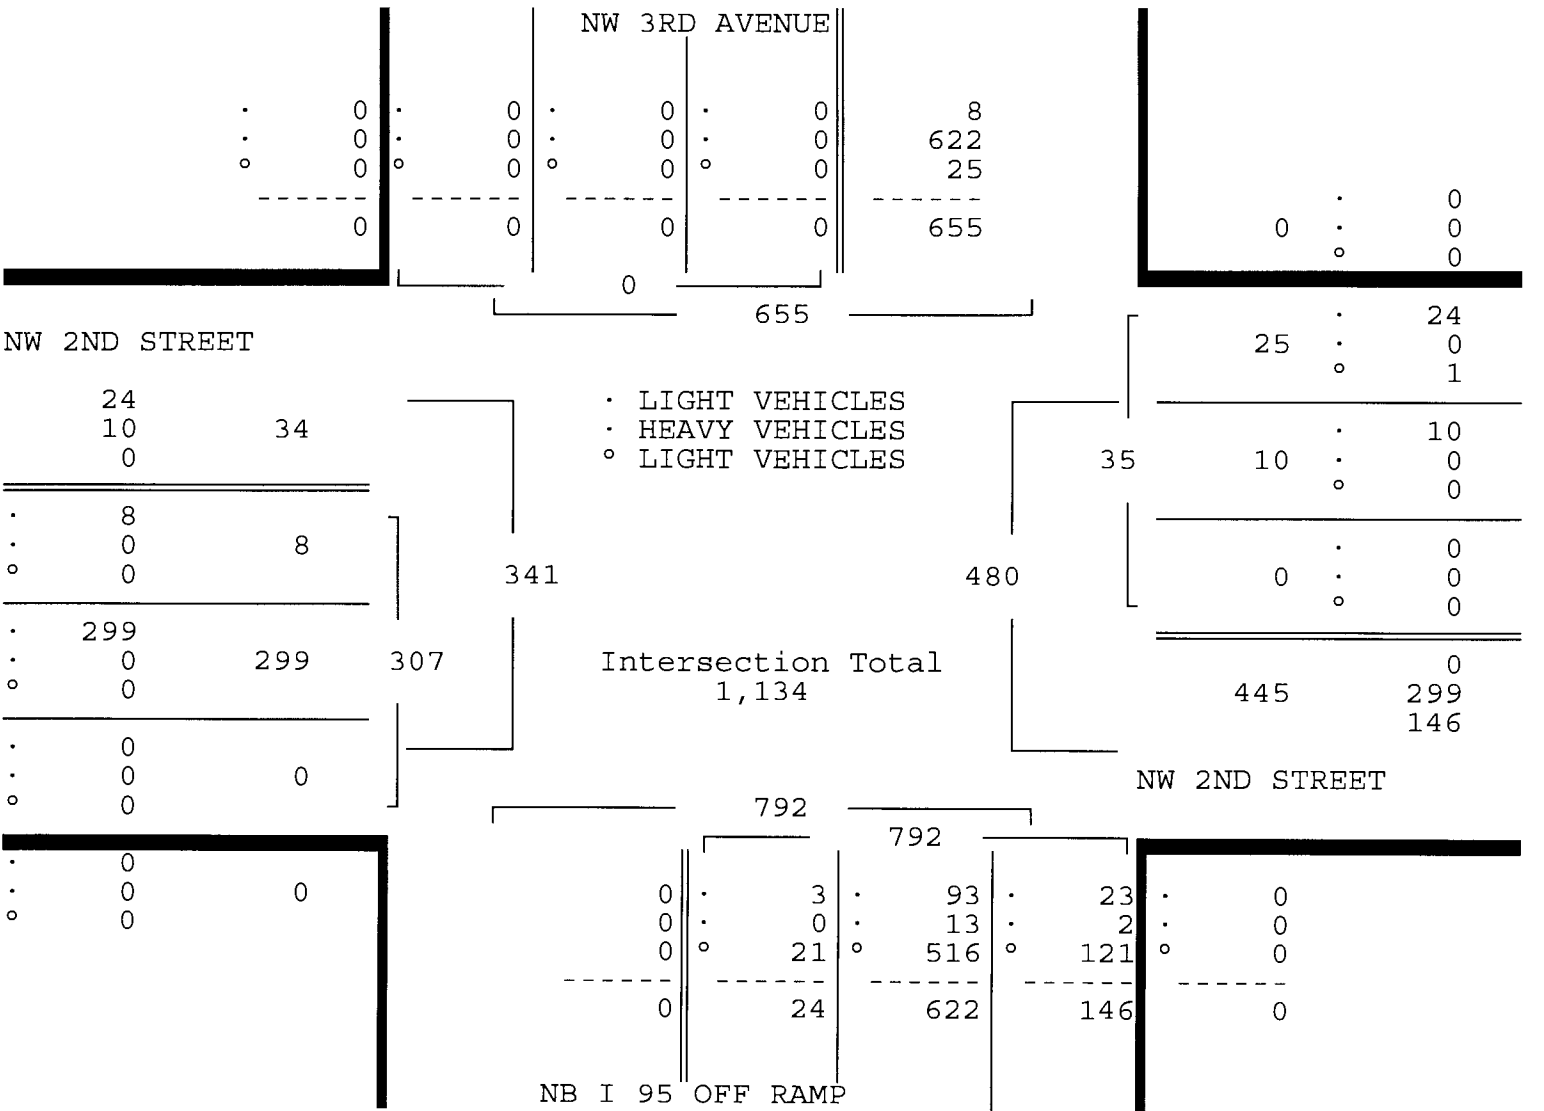 NW 3RD AVENUE
· 0 · 0 · 0 · 0 8
· 0 · 0 · 0 · 0 622
° 0 ° 0 ° 0 ° 0 25
------ ------ ------ ------ ------
0 0 0 0 655
· 0
0 · 0
° 0
0
655
NW 2ND STREET
24
10 34
0
· 8
· 0 8
° 0
· 299
· 0 299
° 0
· 0
· 0 0
° 0
· 0
· 0 0
° 0
307
341
· LIGHT VEHICLES
· HEAVY VEHICLES
° LIGHT VEHICLES
Intersection Total
1,134
480
35
· 24
25 · 0
° 1
· 10
10 · 0
° 0
· 0
0 · 0
° 0
0
445 299
146
NW 2ND STREET
792
792
0 · 3 · 93 · 23 · 0
0 · 0 · 13 · 2 · 0
0 ° 21 ° 516 ° 121 ° 0
------ ------ ------ ------ ------
0 24 622 146 0
NB I 95 OFF RAMP